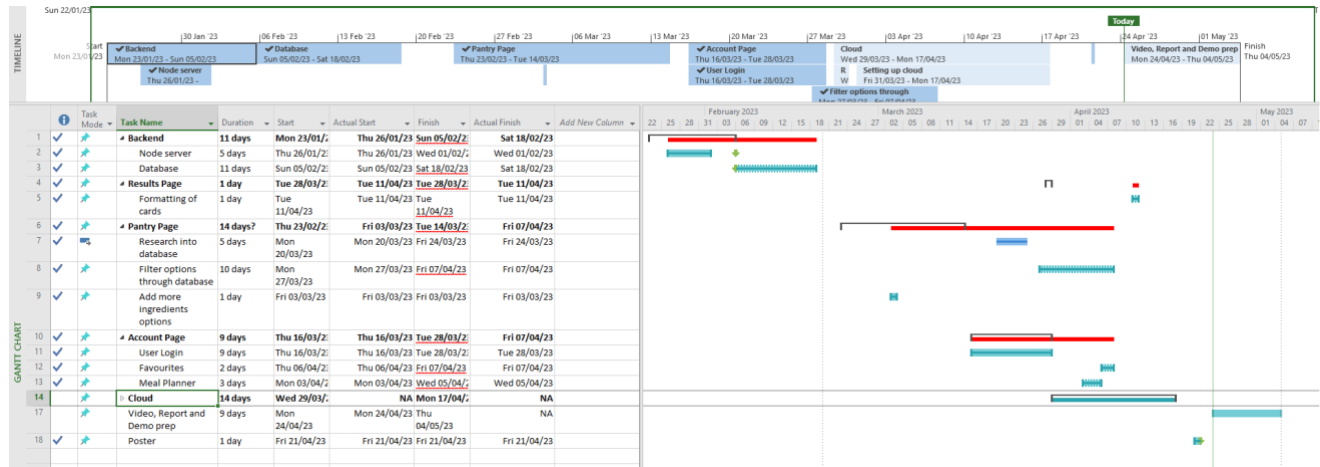 Sun 22/01/23
Today
30 Jan '23 06 Feb '23 13 Feb '23 20 Feb '23 27 Feb '23 06 Mar '23 13 Mar '23 20 Mar '23 27 Mar '23 03 Apr '23 10 Apr '23 17 Apr '23 24 Apr '23 01 May '23
TIMELINE
Start
Mon 23/01/23
Backend
Mon 23/01/23 - Sun 05/02/23
Database
Sun 05/02/23 - Sat 18/02/23
Pantry Page
Thu 23/02/23 - Tue 14/03/23
Account Page
Thu 16/03/23 - Tue 28/03/23
Cloud
Wed 29/03/23 - Mon 17/04/23
Video, Report and Demo prep
Mon 24/04/23 - Thu 04/05/23
Finish
Thu 04/05/23
Node server
Thu 26/01/23 -
User Login
Thu 16/03/23 - Tue 28/03/23
R
W
Setting up cloud
Fri 31/03/23 - Mon 17/04/23
Filter options through
GANTT CHART
Task Mode Task Name Duration Start Actual Start Finish Actual Finish Add New Column
February 2023 March 2023 April 2023 May 2023
22 25 28 31 03 06 09 12 15 18 21 24 27 02 05 08 11 14 17 20 23 26 29 01 04 07 10 13 16 19 22 25 28 01 04 07
1 Backend 11 days Mon 23/01/2 Thu 26/01/23 Sun 05/02/2 Sat 18/02/23
2 Node server 5 days Thu 26/01/2 Thu 26/01/23 Wed 01/02/2 Wed 01/02/23
3 Database 11 days Sun 05/02/2 Sun 05/02/23 Sat 18/02/23 Sat 18/02/23
4 Results Page 1 day Tue 28/03/2 Tue 11/04/23 Tue 28/03/2 Tue 11/04/23
5 Formatting of cards 1 day Tue 11/04/23 Tue 11/04/23 Tue 11/04/23 Tue 11/04/23
6 Pantry Page 14 days? Thu 23/02/2 Fri 03/03/23 Tue 14/03/2 Fri 07/04/23
7 Research into database 5 days Mon 20/03/23 Mon 20/03/23 Fri 24/03/23 Fri 24/03/23
8 Filter options through database 10 days Mon 27/03/23 Mon 27/03/23 Fri 07/04/23 Fri 07/04/23
9 Add more ingredients options 1 day Fri 03/03/23 Fri 03/03/23 Fri 03/03/23 Fri 03/03/23
10 Account Page 9 days Thu 16/03/2 Thu 16/03/23 Tue 28/03/2 Fri 07/04/23
11 User Login 9 days Thu 16/03/2 Thu 16/03/23 Tue 28/03/2 Tue 28/03/23
12 Favourites 2 days Thu 06/04/2 Thu 06/04/23 Fri 07/04/23 Fri 07/04/23
13 Meal Planner 3 days Mon 03/04/2 Mon 03/04/23 Wed 05/04/2 Wed 05/04/23
14 Cloud 14 days Wed 29/03/2 NA Mon 17/04/2 NA
17 Video, Report and Demo prep 9 days Mon 24/04/23 Mon 24/04/23 Thu 04/05/23 NA
18 Poster 1 day Fri 21/04/23 Fri 21/04/23 Fri 21/04/23 Fri 21/04/23